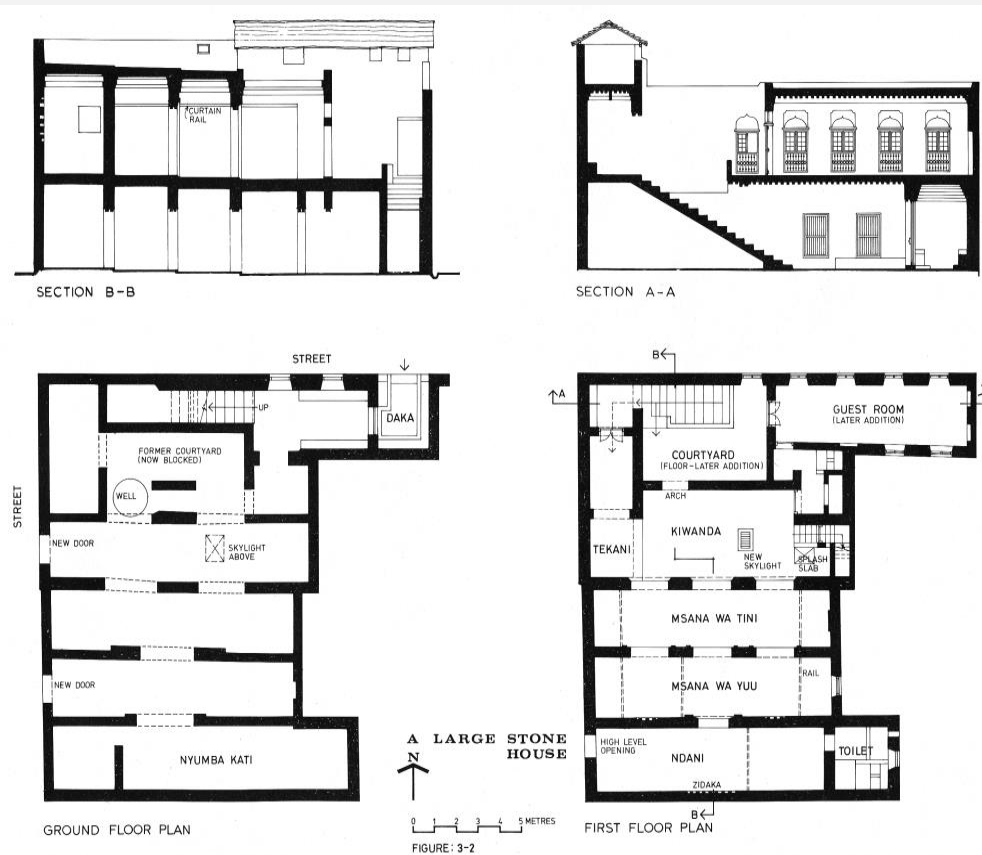 CURTAIN
RAIL
SECTION B-B
SECTION A-A
STREET
DAKA
UP
FORMER COURTYARD
(NOW BLOCKED)
WELL
STREET
NEW DOOR
SKYLIGHT
ABOVE
NEW DOOR
NYUMBA KATI
GROUND FLOOR PLAN
A LARGE STONE
HOUSE
N
0 1 2 3 4 5 METRES
FIGURE: 3-2
B
A
GUEST ROOM
(LATER ADDITION)
COURTYARD
(FLOOR-LATER ADDITION)
ARCH
KIWANDA
TEKANI
NEW
SKYLIGHT
SPLASH
SLAB
MSANA WA TINI
MSANA WA YUU
RAIL
HIGH LEVEL
OPENING
NDANI
TOILET
ZIDAKA
B
FIRST FLOOR PLAN